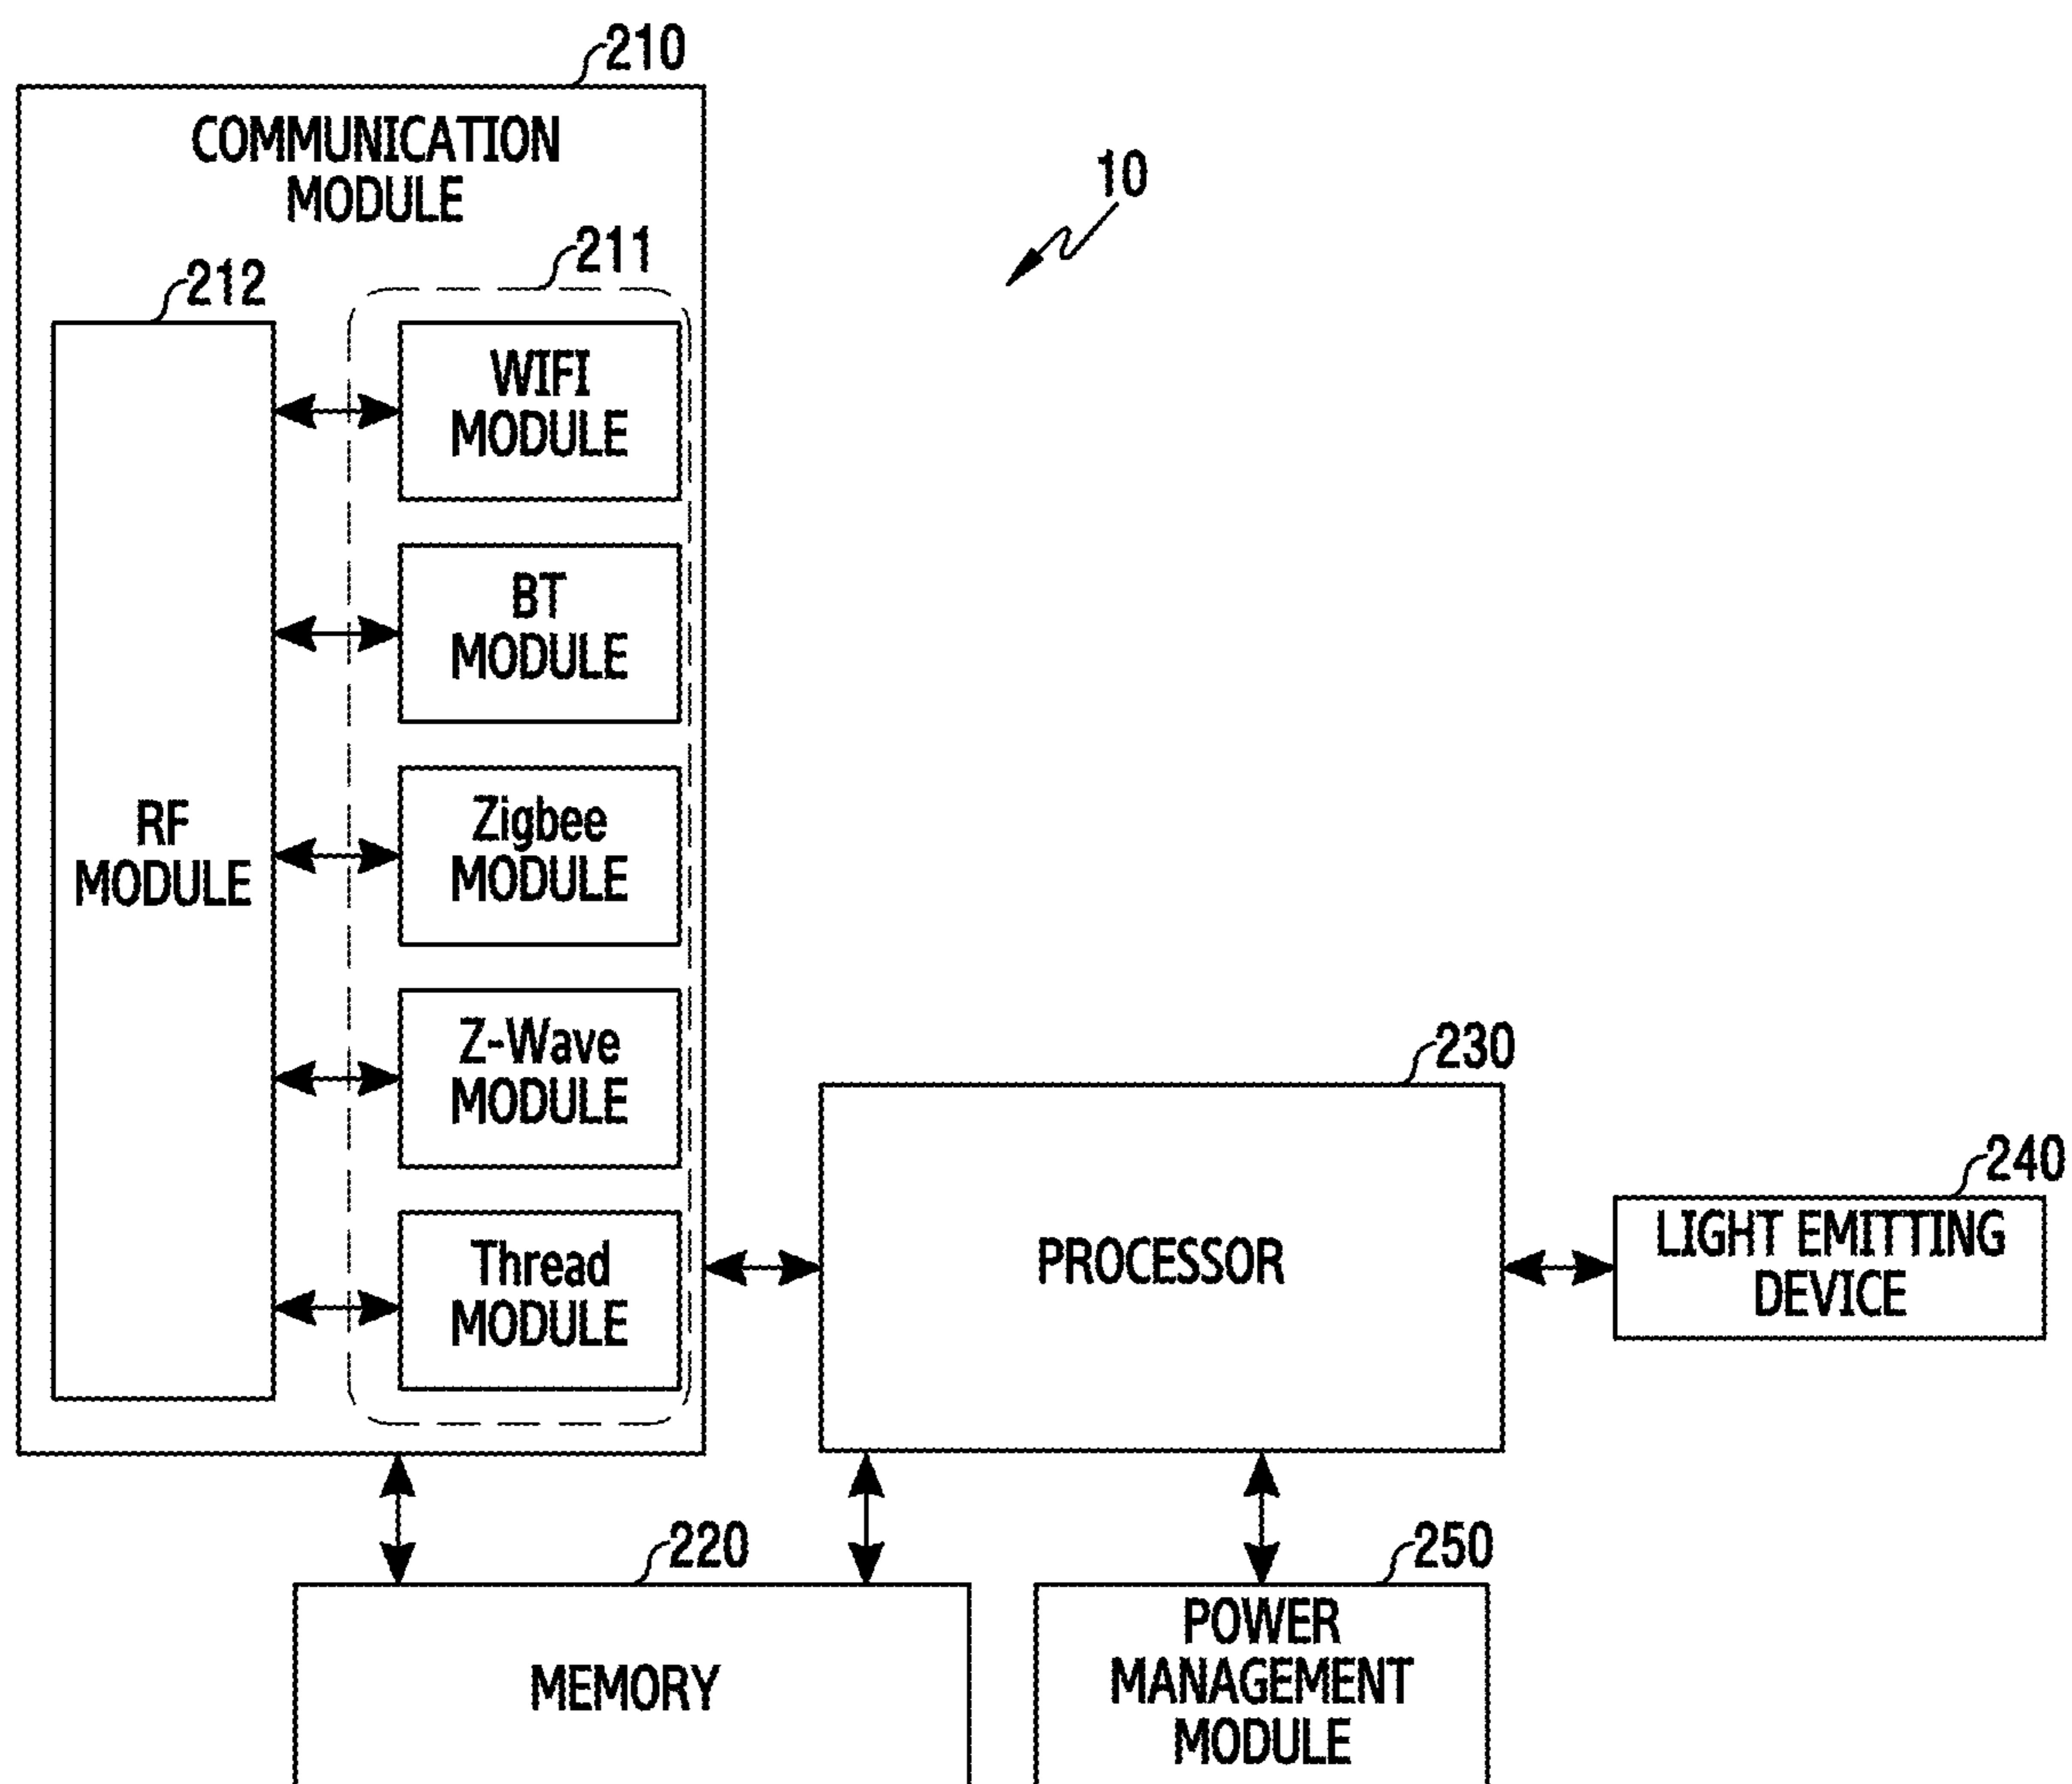 210
COMMUNICATION
MODULE
10
211
212
WIFI
MODULE
BT
MODULE
Zigbee
MODULE
RF
MODULE
Z-Wave
MODULE
Thread
MODULE
230
PROCESSOR
240
LIGHT EMITTING
DEVICE
220
MEMORY
250
POWER
MANAGEMENT
MODULE